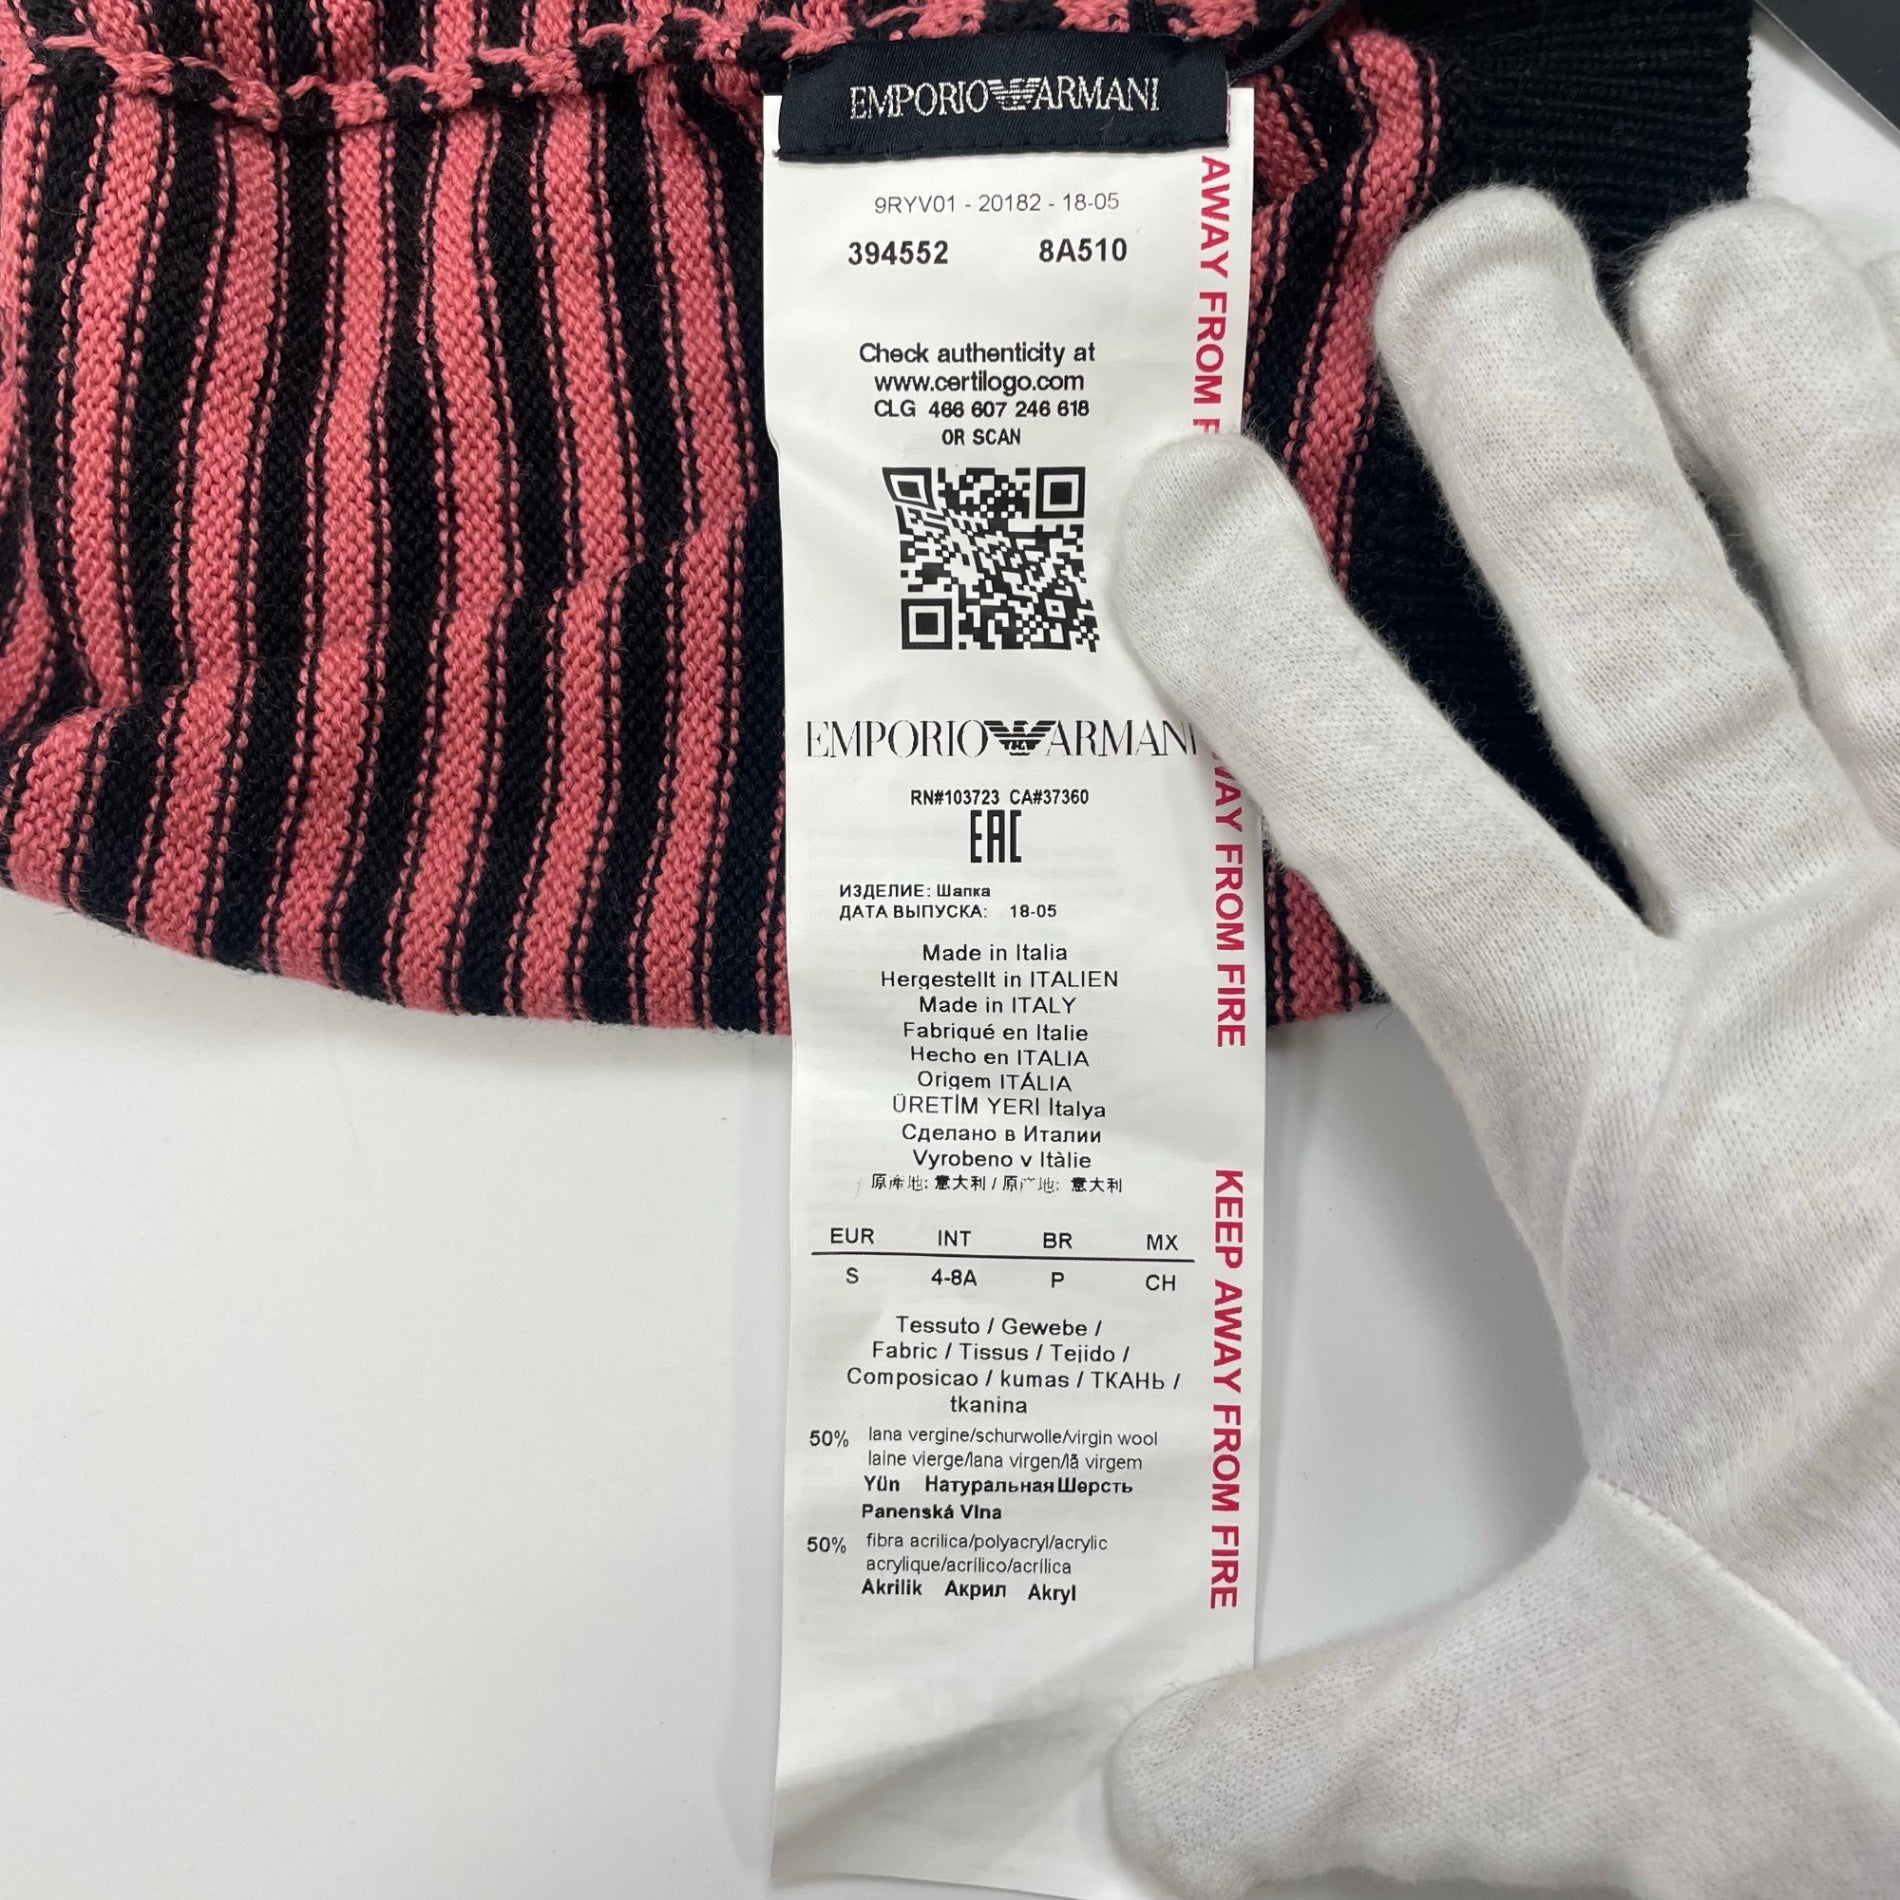 EMPORIO ARMANI
9RYV01 - 20182 - 18-05
394552 8A510
Check authenticity at
www.certilogo.com
CLG 466 607 246 618
OR SCAN
EMPORIO ARMANI
RN#103723 CA#37360
EAC
ИЗДЕЛИЕ: Шапка
ДАТА ВЫПУСКА: 18-05
Made in Italia
Hergestellt in ITALIEN
Made in ITALY
Fabriqué en Italie
Hecho en ITALIA
Origem ITÁLIA
ÜRETİM YERİ Italya
Сделано в Италии
Vyrobeno v Itàlie
原産地: 意大利 / 原产地: 意大利
EUR INT BR MX
S 4-8A P CH
Tessuto / Gewebe /
Fabric / Tissus / Tejido /
Composicao / kumas / ТКАНЬ /
tkanina
50% lana vergine/schurwolle/virgin wool
laine vierge/lana virgen/lã virgem
Yün Натуральная Шерсть
Panenská Vlna
50% fibra acrilica/polyacryl/acrylic
acrylique/acrílico/acrílica
Akrilik Акрил Akryl
AWAY FROM
AWAY FROM FIRE
KEEP AWAY FROM FIRE